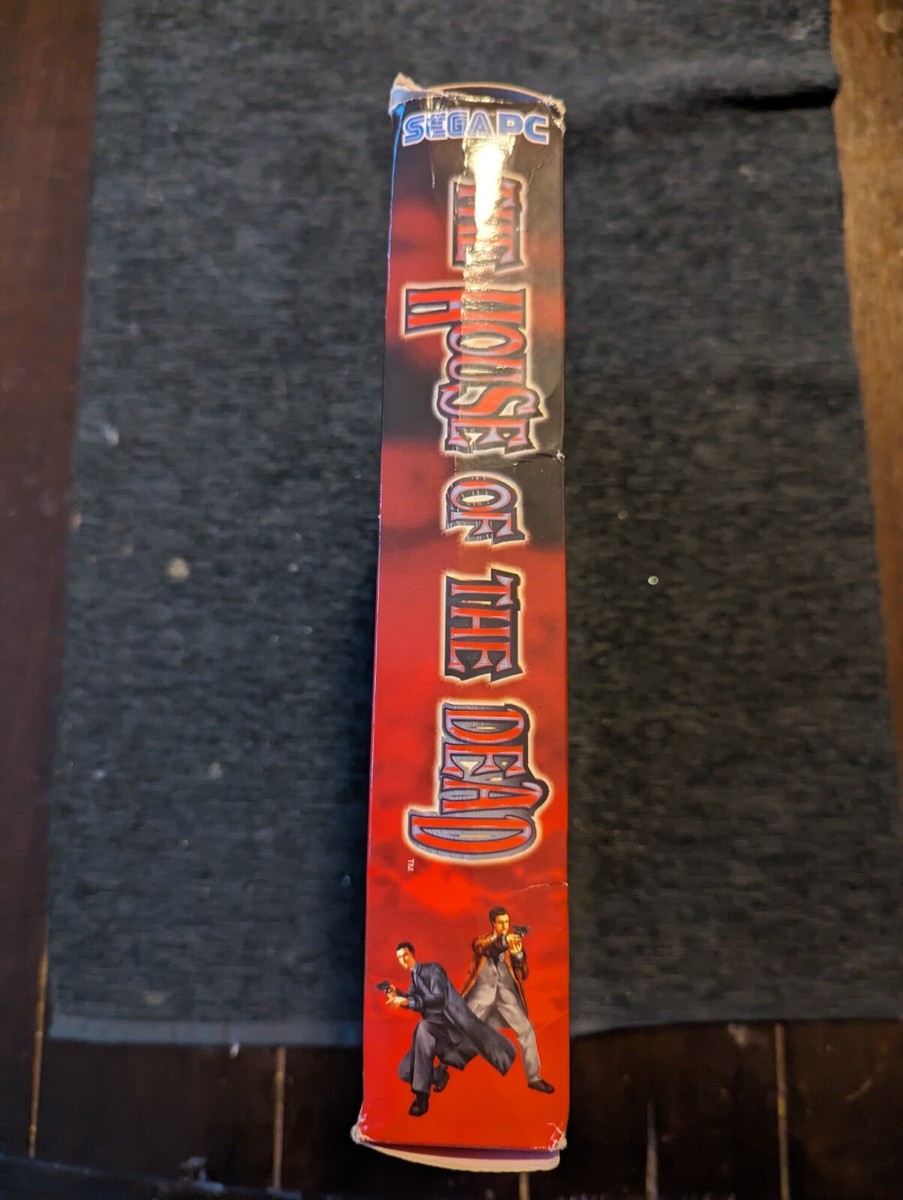 SEGA PC
THE HOUSE OF THE DEAD
TM